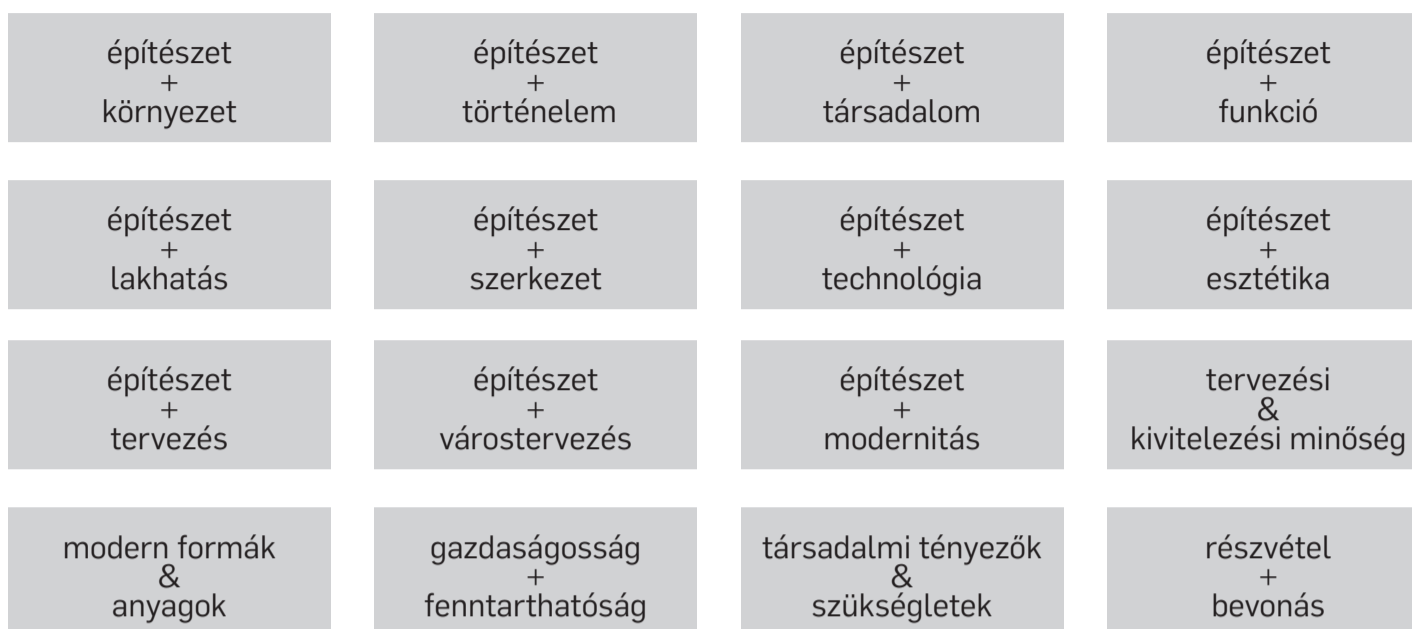 építészet
+
környezet
építészet
+
történelem
építészet
+
társadalom
építészet
+
funkció
építészet
+
lakhatás
építészet
+
szerkezet
építészet
+
technológia
építészet
+
esztétika
építészet
+
tervezés
építészet
+
várostervezés
építészet
+
modernitás
tervezési
&
kivitelezési minőség
modern formák
&
anyagok
gazdaságosság
+
fenntarthatóság
társadalmi tényezők
&
szükségletek
részvétel
+
bevonás